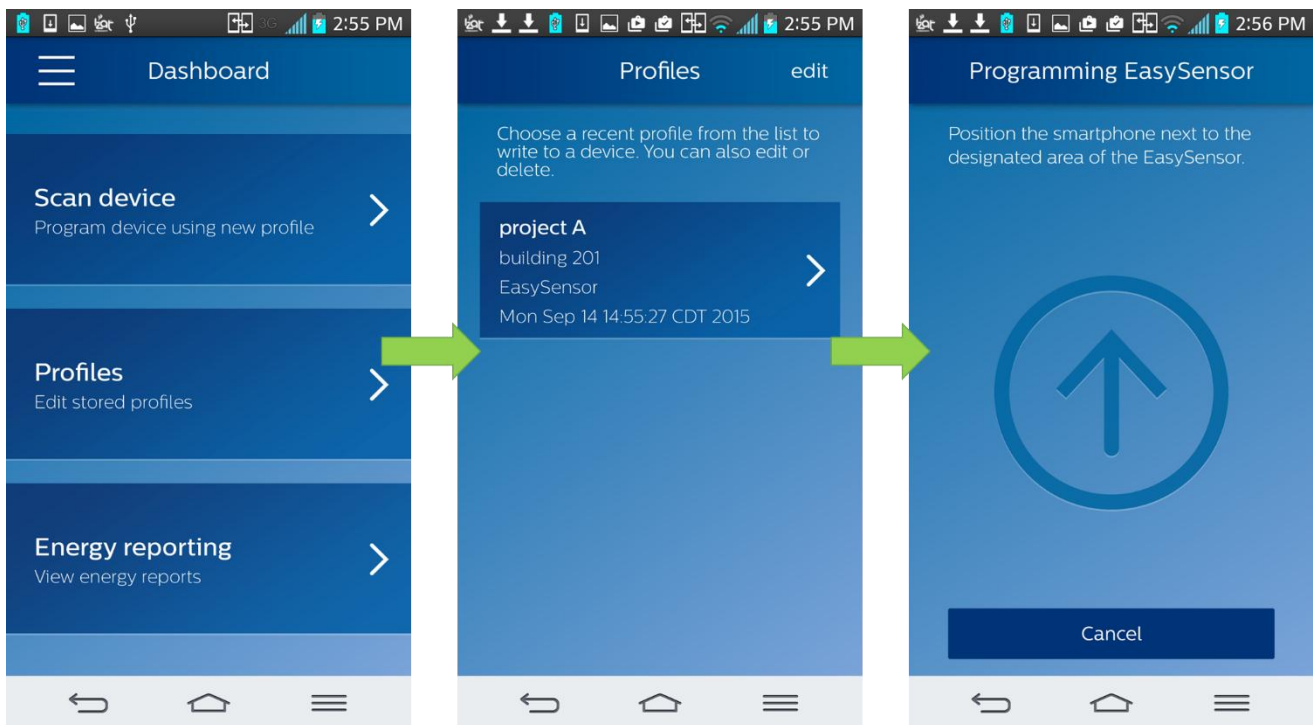 3G 2:55 PM
Dashboard
Scan device
Program device using new profile
Profiles
Edit stored profiles
Energy reporting
View energy reports
2:55 PM
Profiles edit
Choose a recent profile from the list to
write to a device. You can also edit or
delete.
project A
building 201
EasySensor
Mon Sep 14 14:55:27 CDT 2015
2:56 PM
Programming EasySensor
Position the smartphone next to the
designated area of the EasySensor.
Cancel